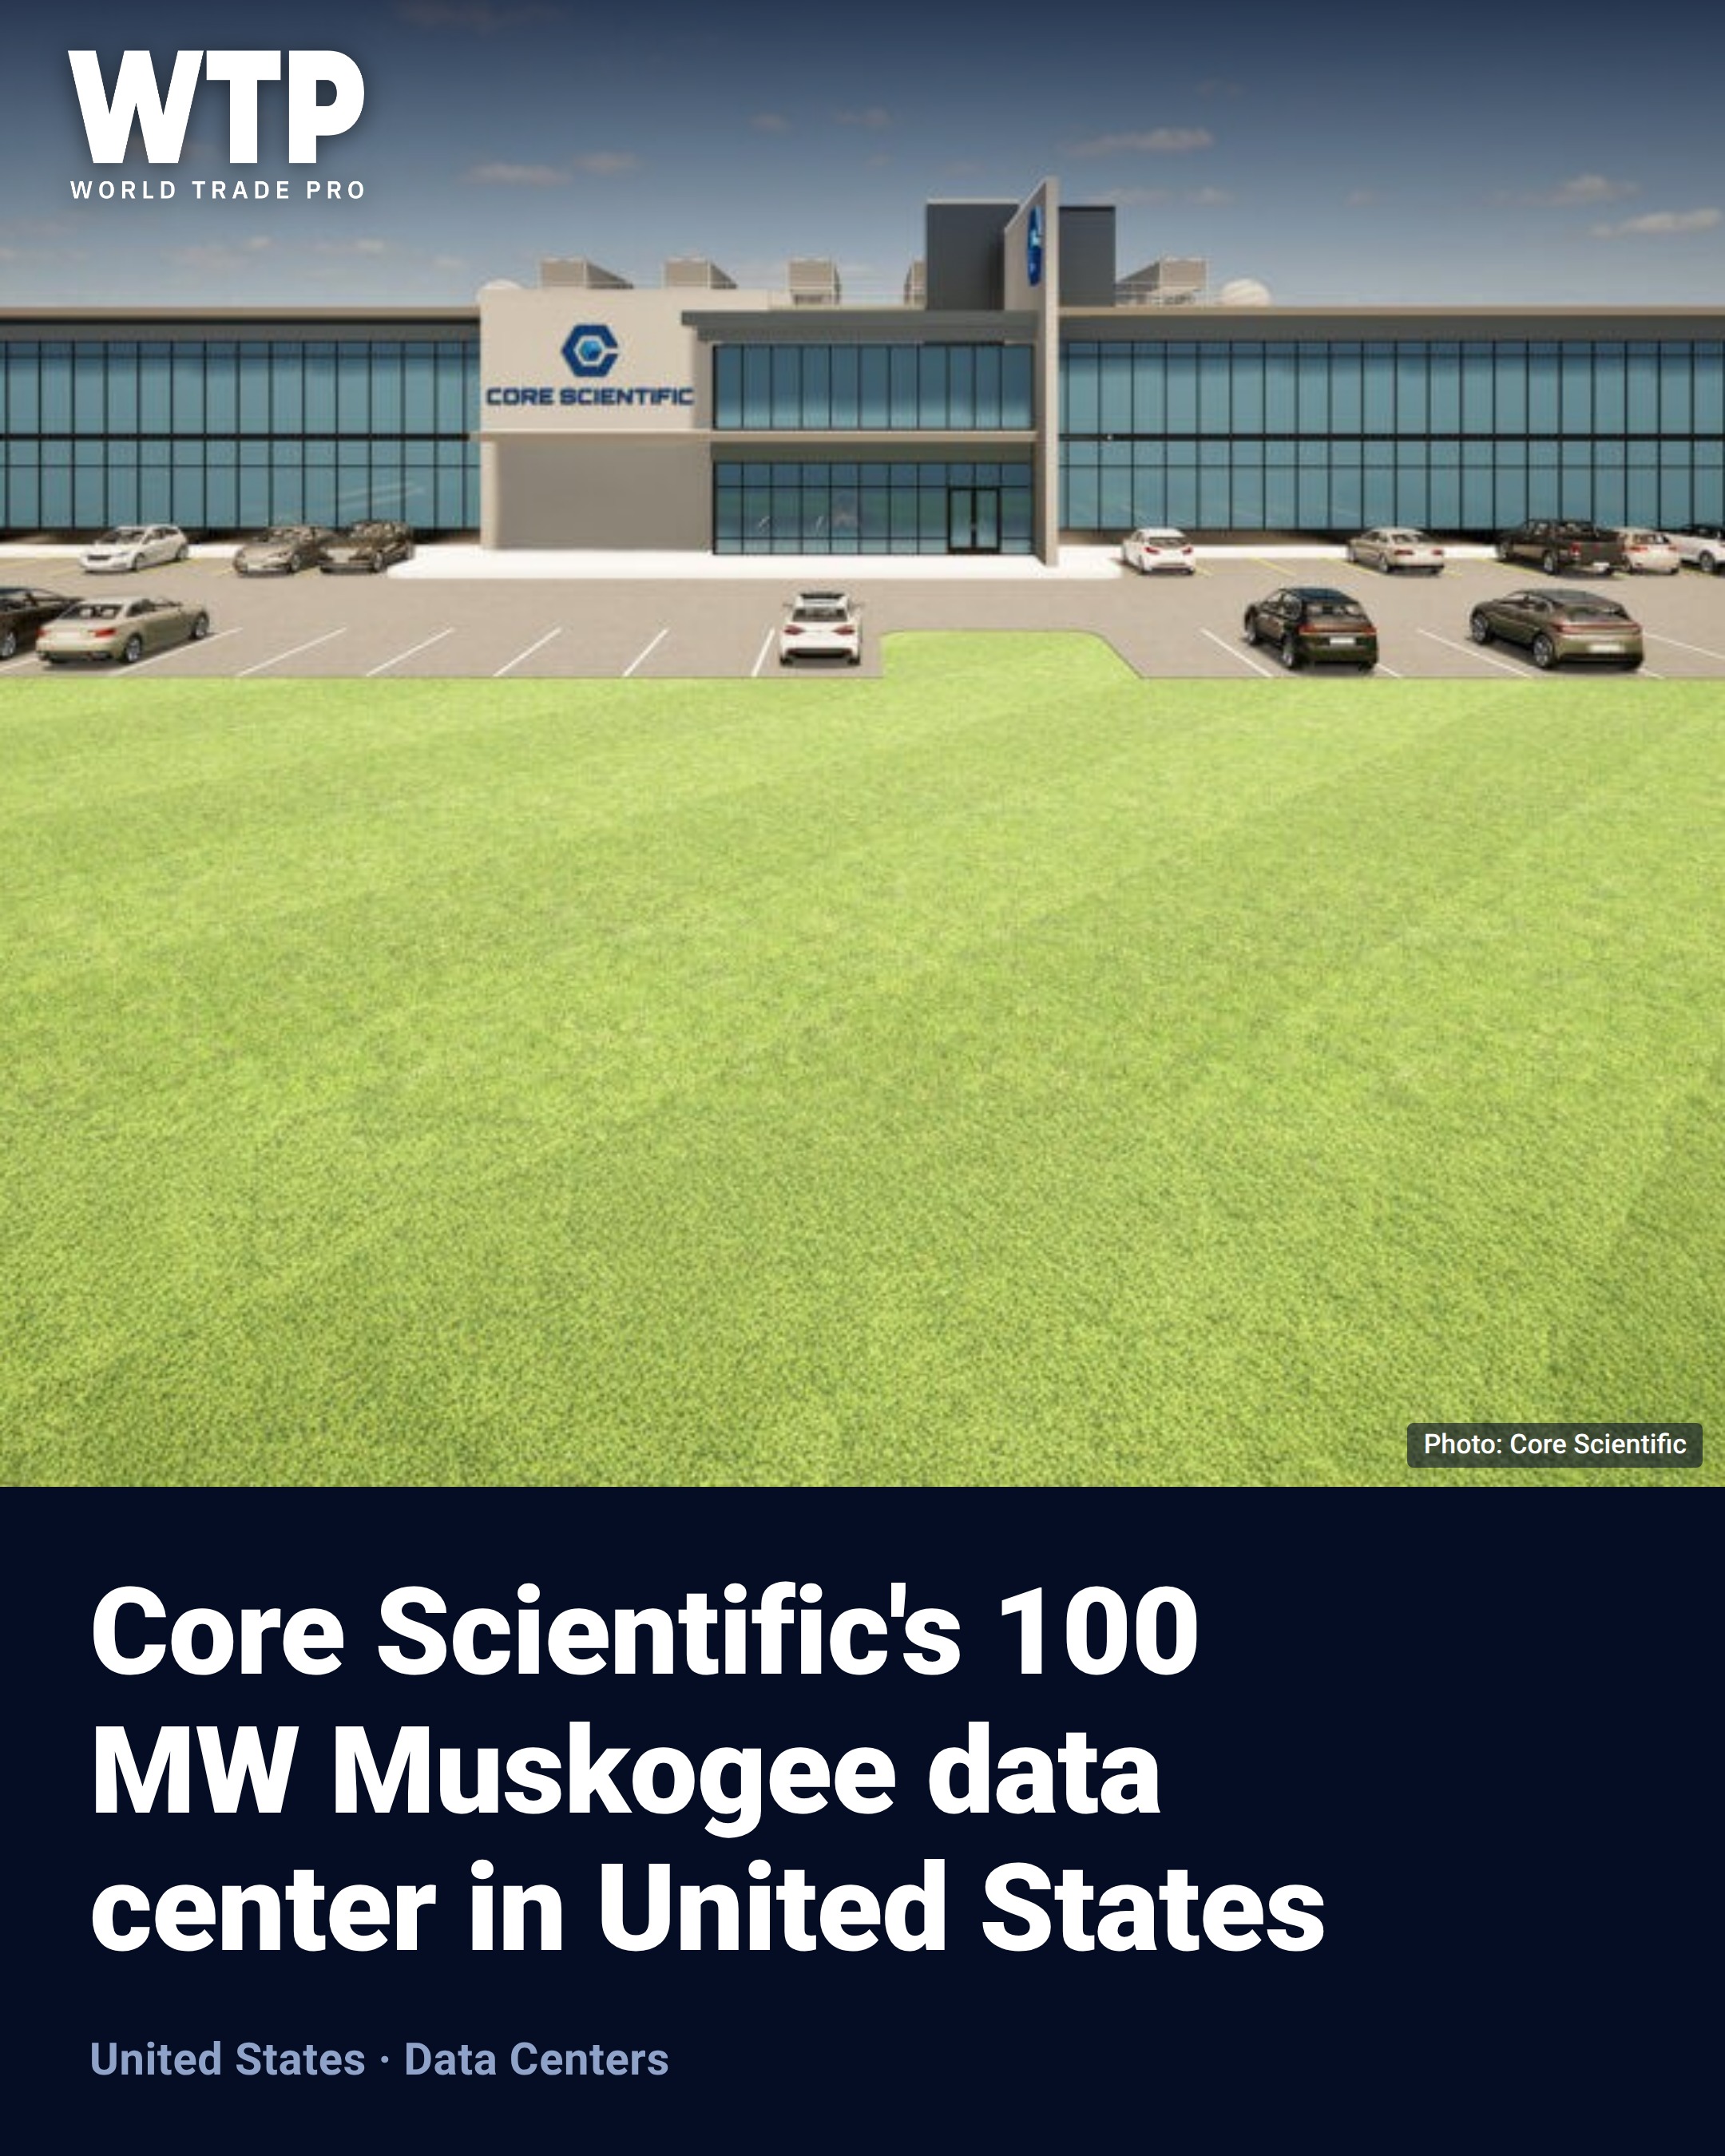 WTP
WORLD TRADE PRO
CORE SCIENTIFIC
Photo: Core Scientific
Core Scientific's 100
MW Muskogee data
center in United States
United States · Data Centers